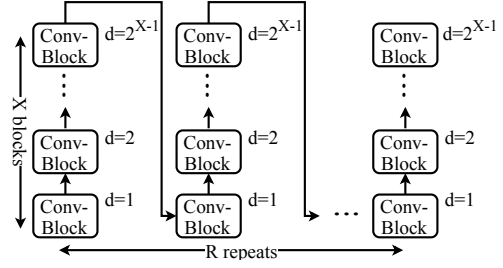 Conv-
Block
d=2^{X-1}
Conv-
Block
d=2^{X-1}
Conv-
Block
d=2^{X-1}
X blocks
Conv-
Block
d=2
Conv-
Block
d=2
Conv-
Block
d=2
Conv-
Block
d=1
Conv-
Block
d=1
...
Conv-
Block
d=1
R repeats